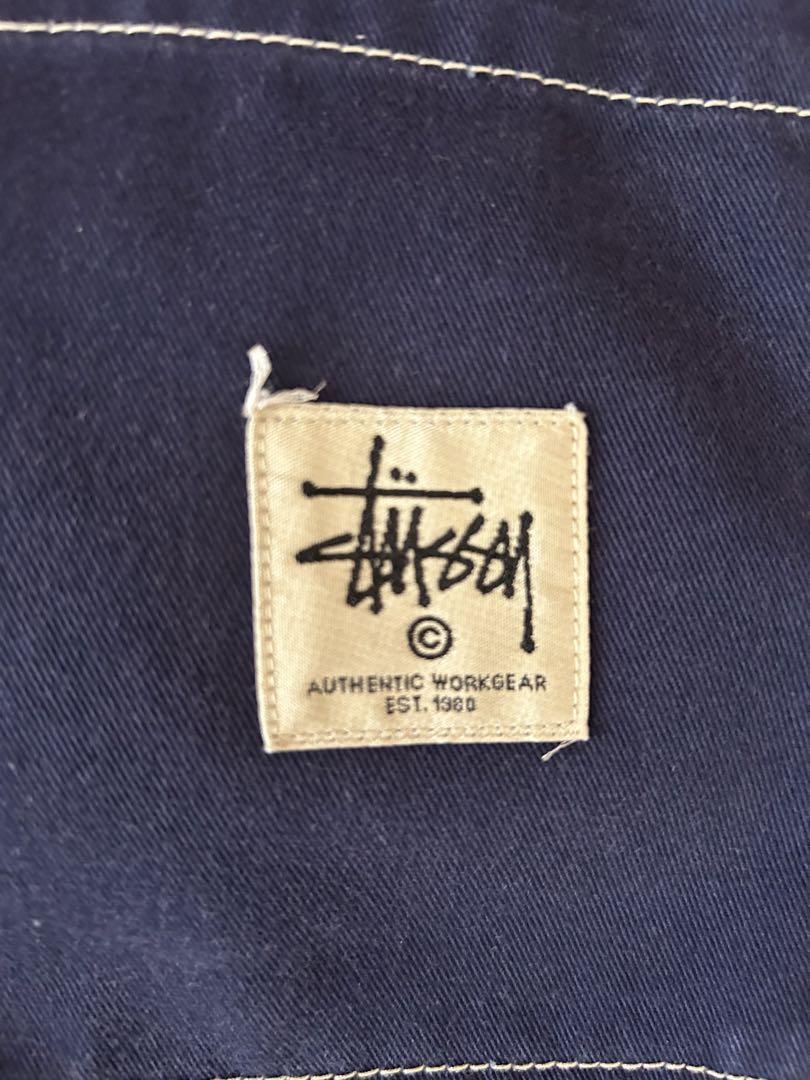 Stüssy
©
AUTHENTIC WORKGEAR
EST. 1980